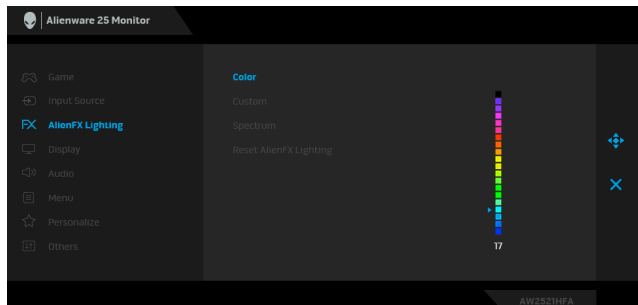 Alienware 25 Monitor
Game
Input Source
AlienFX Lighting
Display
Audio
Menu
Personalize
Others
Color
Custom
Spectrum
Reset AlienFX Lighting
17
AW2521HFA